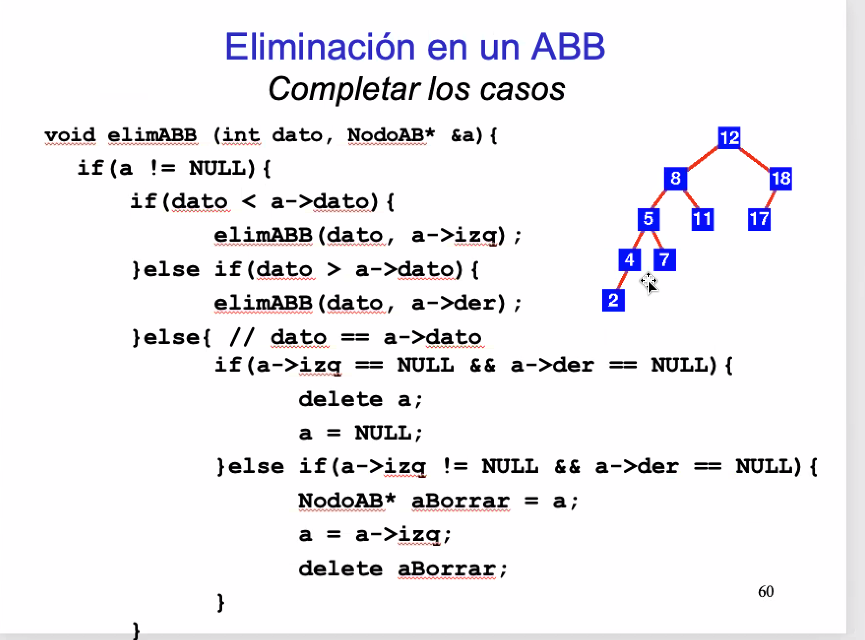 Eliminación en un ABB
Completar los casos
void elimABB (int dato, NodoAB* &a){
if(a != NULL){
if(dato < a->dato){
elimABB(dato, a->izq);
}else if(dato > a->dato){
elimABB(dato, a->der);
}else{ // dato == a->dato
if(a->izq == NULL && a->der == NULL){
delete a;
a = NULL;
}else if(a->izq != NULL && a->der == NULL){
NodoAB* aBorrar = a;
a = a->izq;
delete aBorrar;
}
}
12
8 18
5 11 17
4 7
2
60